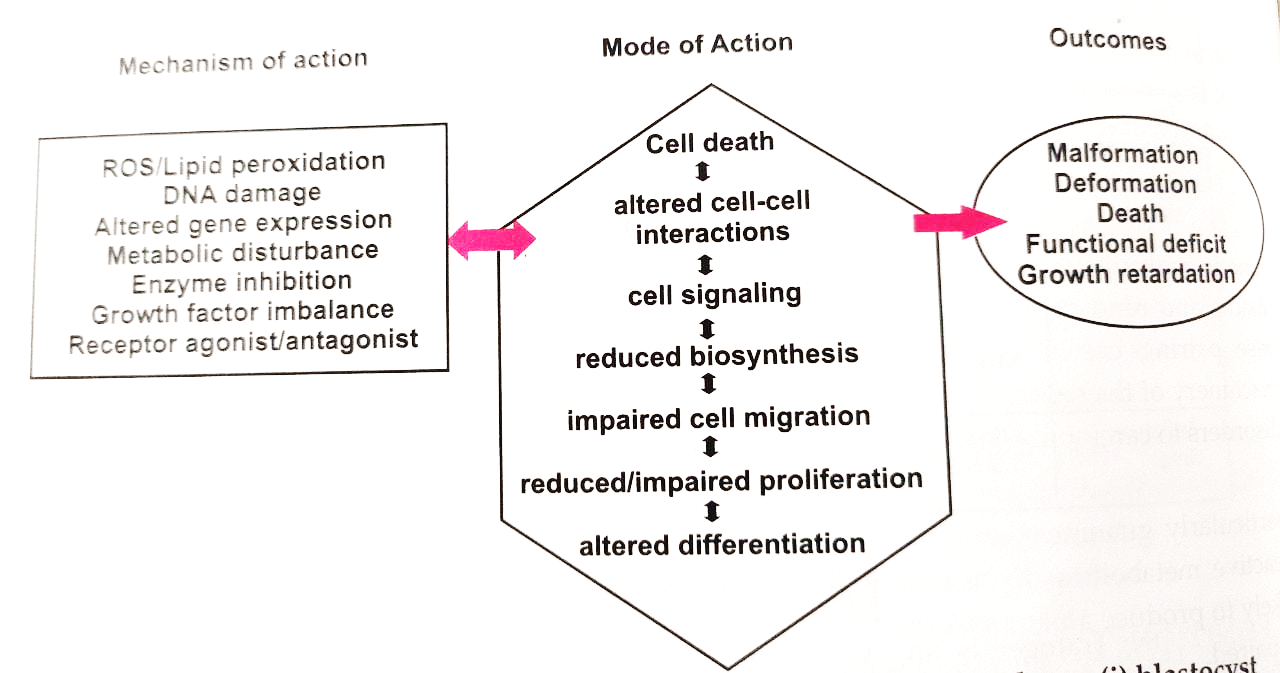 Mechanism of action
Mode of Action
Outcomes
ROS/Lipid peroxidation
DNA damage
Altered gene expression
Metabolic disturbance
Enzyme inhibition
Growth factor imbalance
Receptor agonist/antagonist
Cell death
altered cell-cell
interactions
cell signaling
reduced biosynthesis
impaired cell migration
reduced/impaired proliferation
altered differentiation
Malformation
Deformation
Death
Functional deficit
Growth retardation
(i) blastocyst